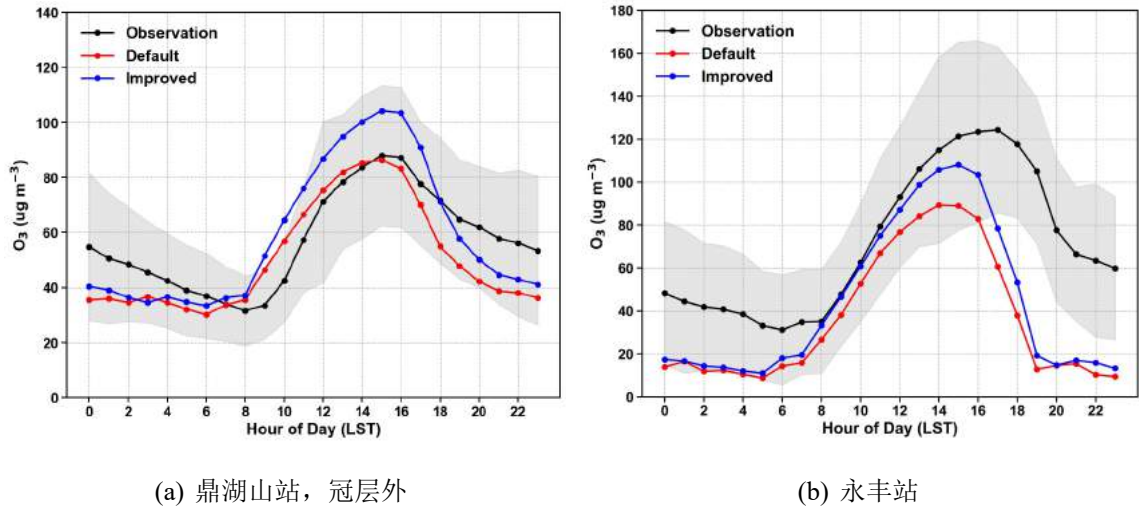 140
120
100
80
60
40
20
0
O₃ (ug m⁻³)
Observation
Default
Improved
0 2 4 6 8 10 12 14 16 18 20 22
Hour of Day (LST)
180
160
140
120
100
80
60
40
20
0
O₃ (ug m⁻³)
Observation
Default
Improved
0 2 4 6 8 10 12 14 16 18 20 22
Hour of Day (LST)
(a) 鼎湖山站，冠层外
(b) 永丰站